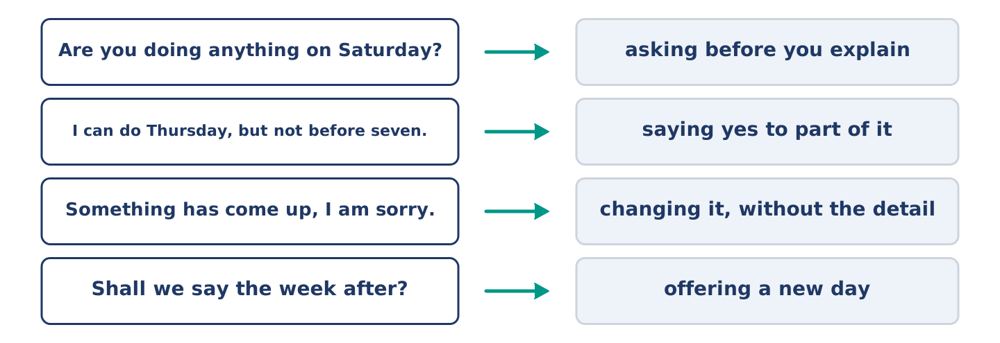 Are you doing anything on Saturday?
asking before you explain
I can do Thursday, but not before seven.
saying yes to part of it
Something has come up, I am sorry.
changing it, without the detail
Shall we say the week after?
offering a new day